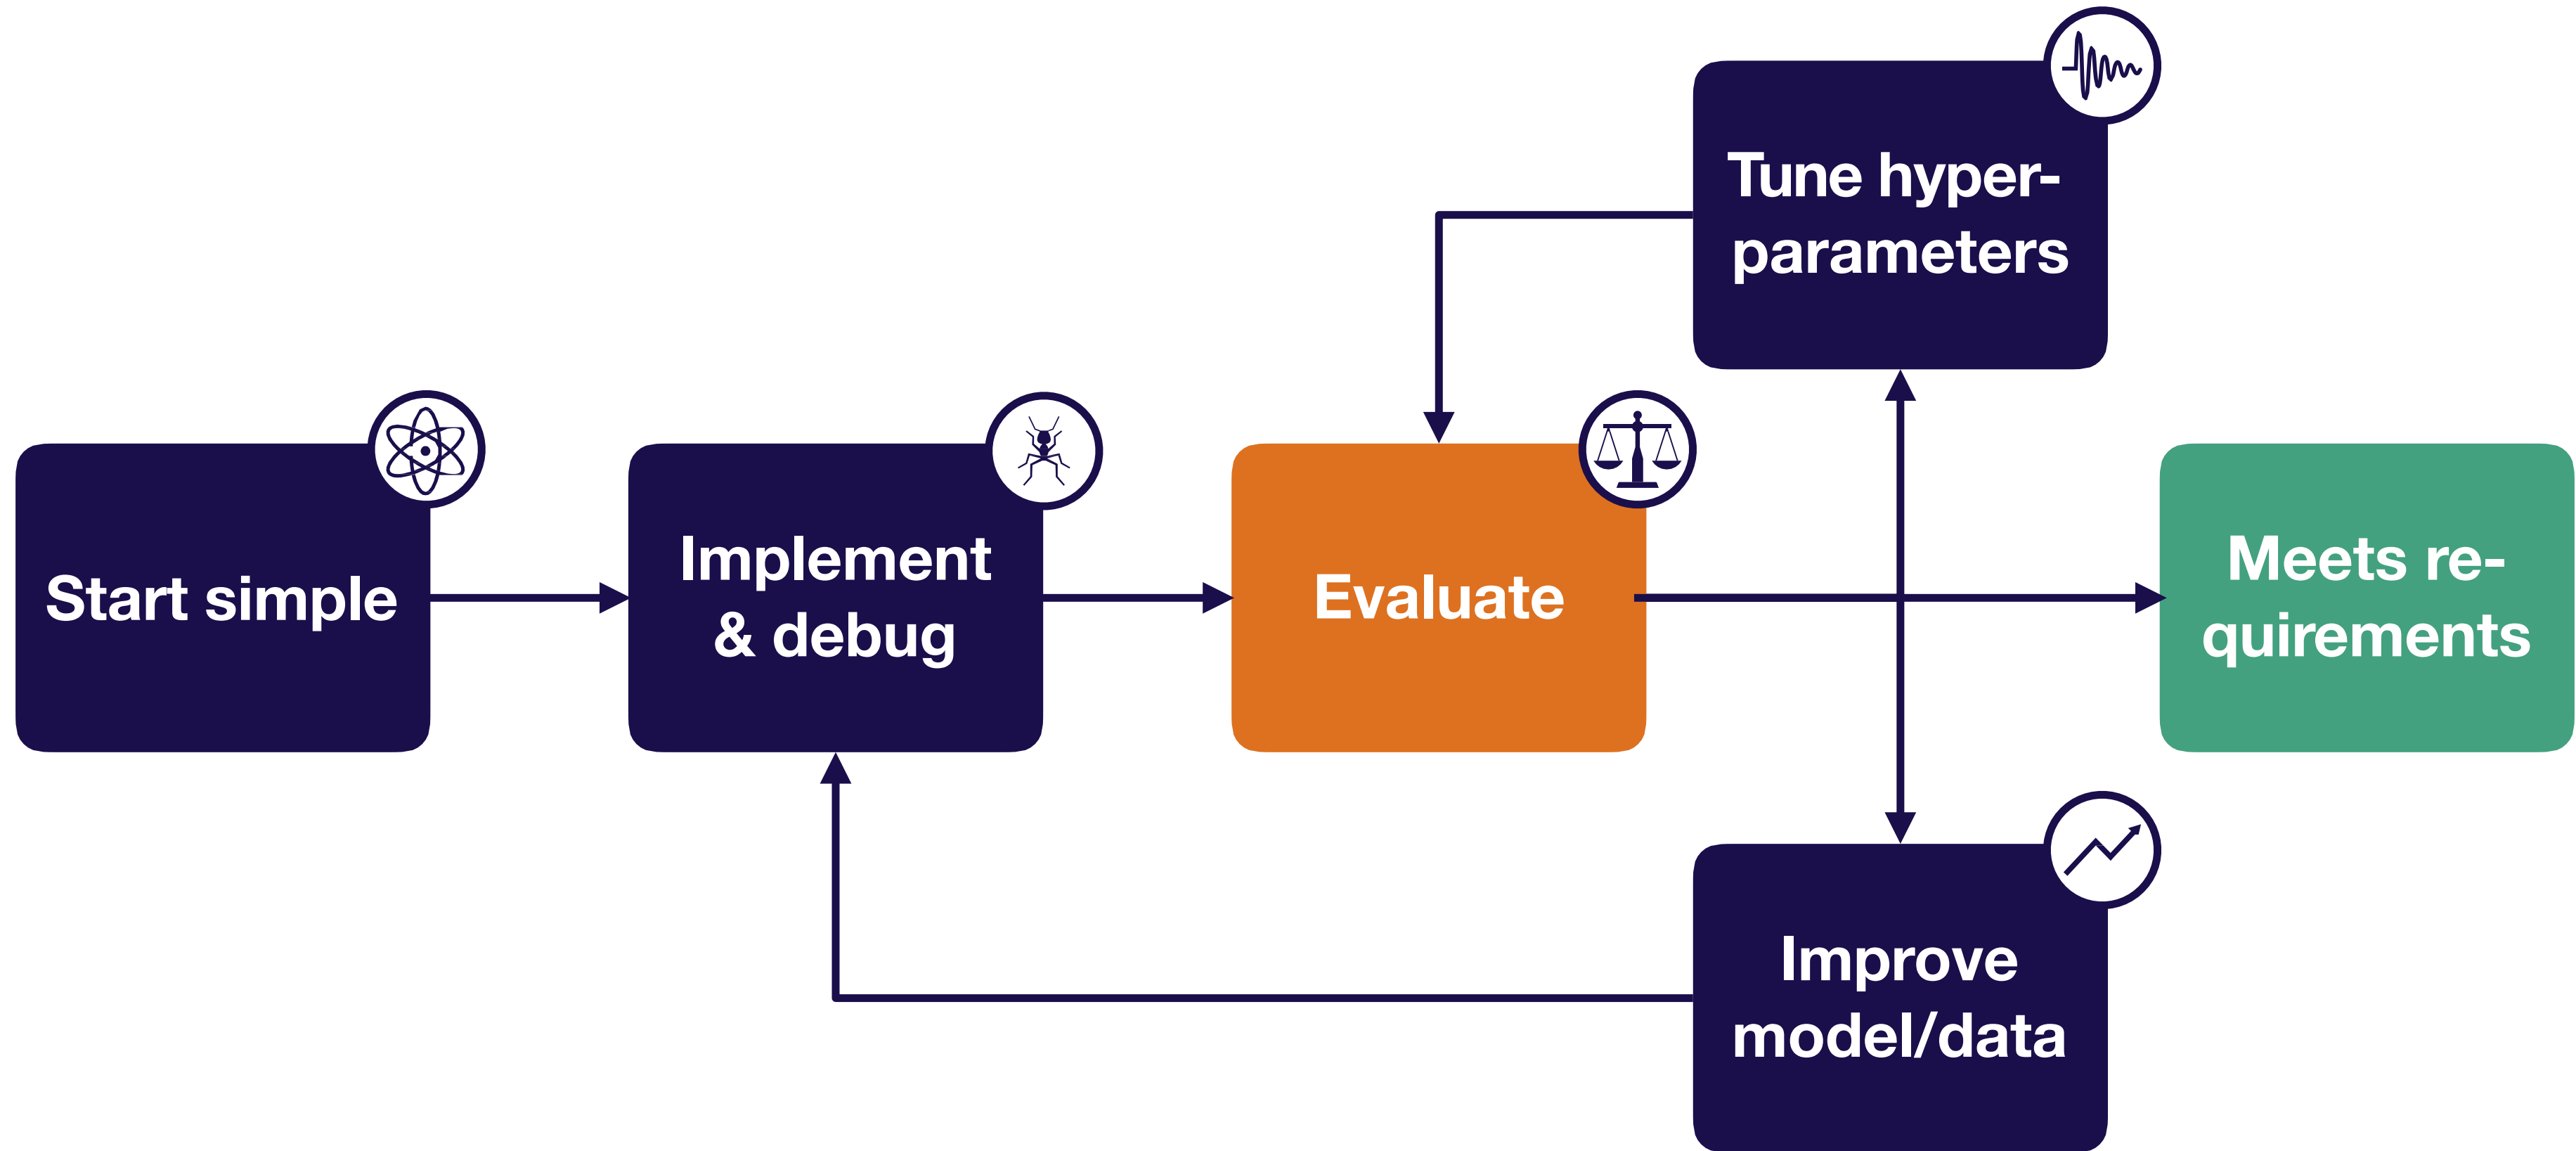 Tune hyper-
parameters
Start simple
Implement
& debug
Evaluate
Meets re-
quirements
Improve
model/data